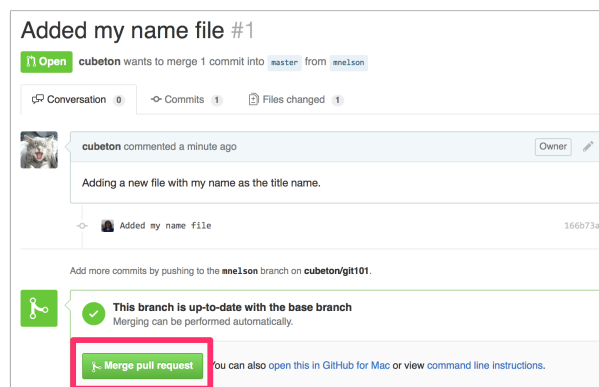 Added my name file #1
Open cubeton wants to merge 1 commit into master from mnelson
Conversation 0 Commits 1 Files changed 1
cubeton commented a minute ago Owner
Adding a new file with my name as the title name.
Added my name file 166b73a
Add more commits by pushing to the mnelson branch on cubeton/git101.
This branch is up-to-date with the base branch
Merging can be performed automatically.
Merge pull request You can also open this in GitHub for Mac or view command line instructions.